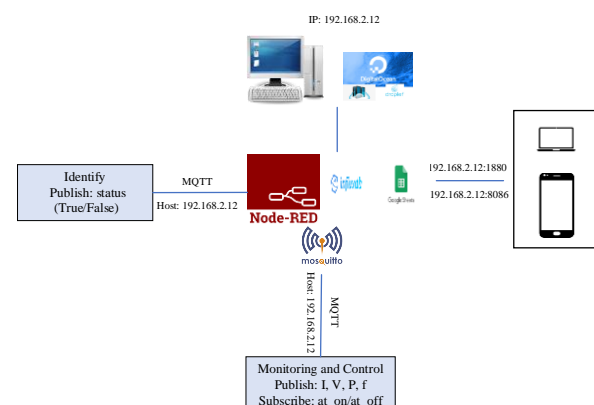 IP: 192.168.2.12
DigitalOcean
Identify
Publish: status
(True/False)
MQTT
Host: 192.168.2.12
Node-RED
influxdb
Google Sheets
192.168.2.12:1880
192.168.2.12:8086
mosquitto
MQTT
Host: 192.168.2.12
Monitoring and Control
Publish: I, V, P, f
Subscribe: at_on/at_off